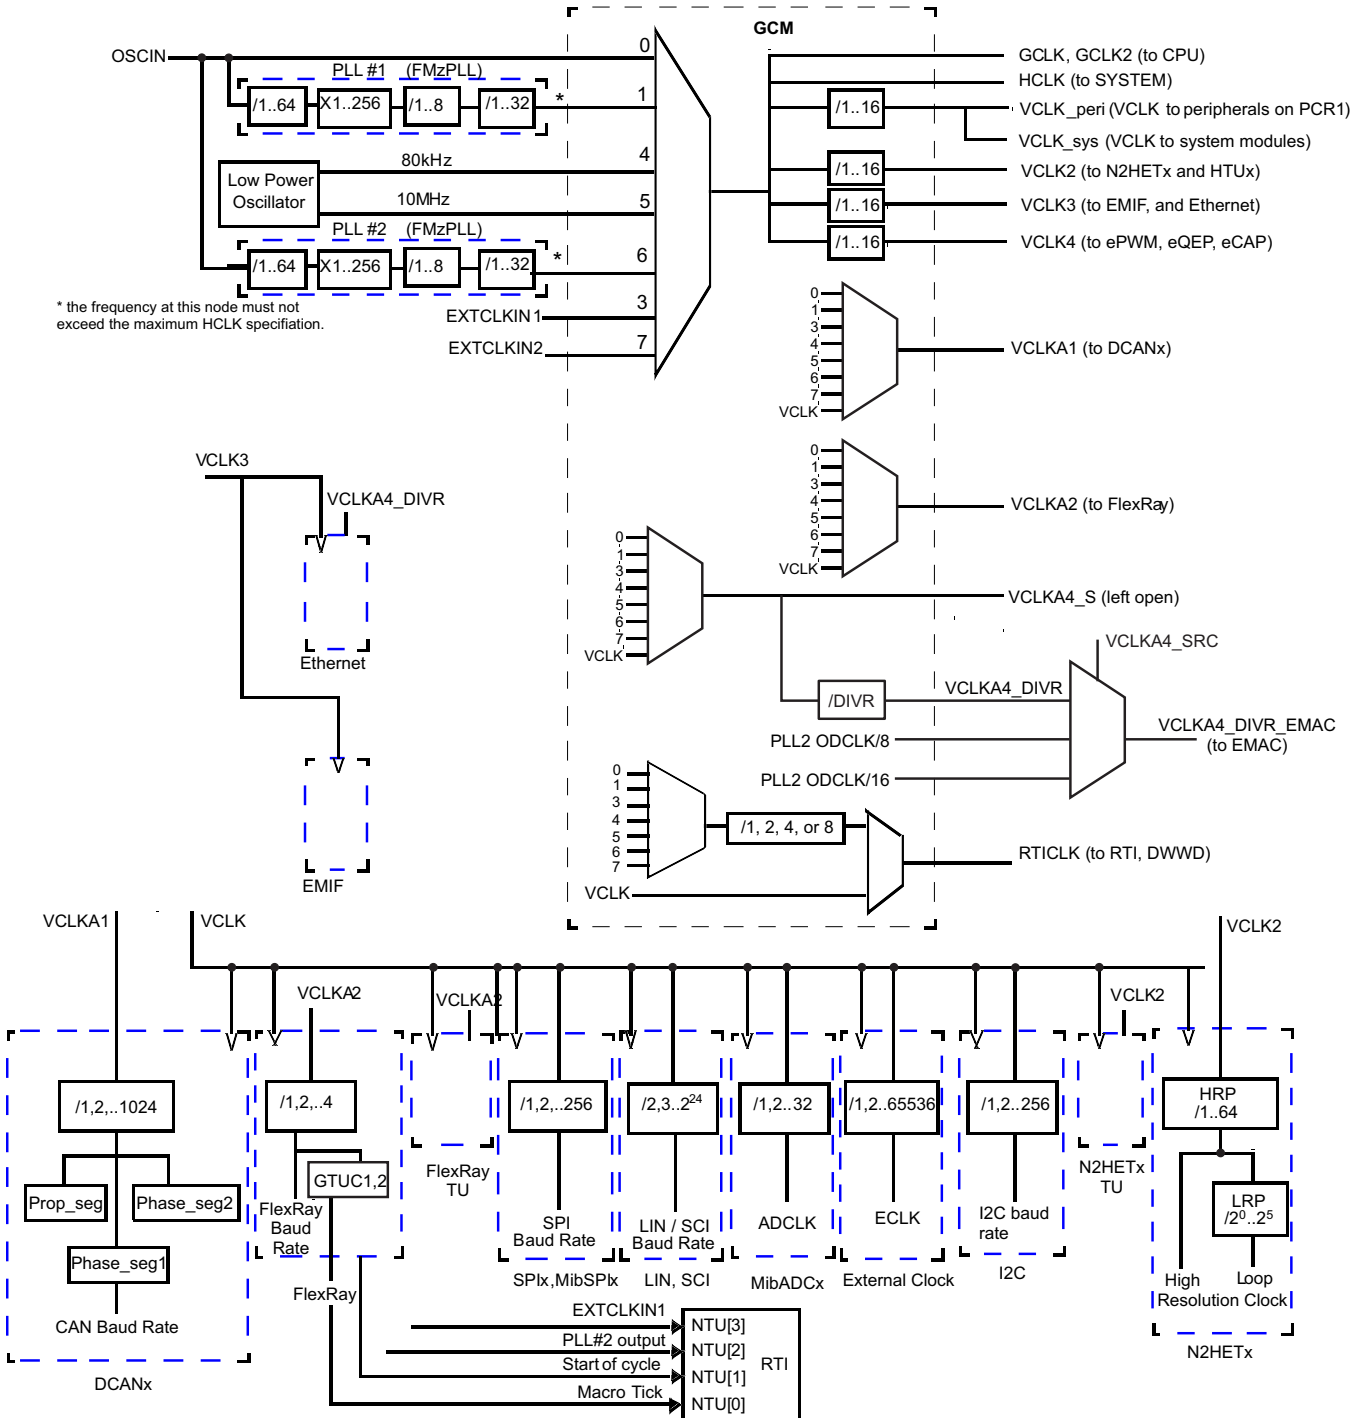 GCM
OSCIN
0
PLL #1 (FMzPLL)
/1..64
X1..256
/1..8
/1..32
*
1
80kHz
4
Low Power
Oscillator
10MHz
5
PLL #2 (FMzPLL)
/1..64
X1..256
/1..8
/1..32
*
6
* the frequency at this node must not
exceed the maximum HCLK specifiation.
EXTCLKIN1
3
EXTCLKIN2
7
GCLK, GCLK2 (to CPU)
HCLK (to SYSTEM)
/1..16
VCLK_peri (VCLK to peripherals on PCR1)
VCLK_sys (VCLK to system modules)
/1..16
VCLK2 (to N2HETx and HTUx)
/1..16
VCLK3 (to EMIF, and Ethernet)
/1..16
VCLK4 (to ePWM, eQEP, eCAP)
0
1
3
4
5
6
7
VCLK
VCLKA1 (to DCANx)
0
1
3
4
5
6
7
VCLK
VCLKA2 (to FlexRay)
VCLK3
VCLKA4_DIVR
Ethernet
EMIF
0
1
3
4
5
6
7
VCLK
VCLKA4_S (left open)
VCLKA4_SRC
/DIVR
VCLKA4_DIVR
PLL2 ODCLK/8
PLL2 ODCLK/16
VCLKA4_DIVR_EMAC
(to EMAC)
0
1
3
4
5
6
7
/1, 2, 4, or 8
VCLK
RTICLK (to RTI, DWWD)
VCLKA1
VCLK
VCLK2
VCLKA2
VCLKA2
VCLK2
/1,2,..1024
Prop_seg
Phase_seg2
Phase_seg1
CAN Baud Rate
DCANx
/1,2,..4
GTUC1,2
FlexRay
Baud
Rate
FlexRay
FlexRay
TU
/1,2,..256
SPI
Baud Rate
SPIx,MibSPIx
/2,3..2²⁴
LIN / SCI
Baud Rate
LIN, SCI
/1,2..32
ADCLK
MibADCx
/1,2..65536
ECLK
External Clock
/1,2..256
I2C baud
rate
I2C
N2HETx
TU
HRP
/1..64
LRP
/2⁰..2⁵
High
Loop
Resolution Clock
N2HETx
EXTCLKIN1
NTU[3]
PLL#2 output
NTU[2]
RTI
Start of cycle
NTU[1]
Macro Tick
NTU[0]